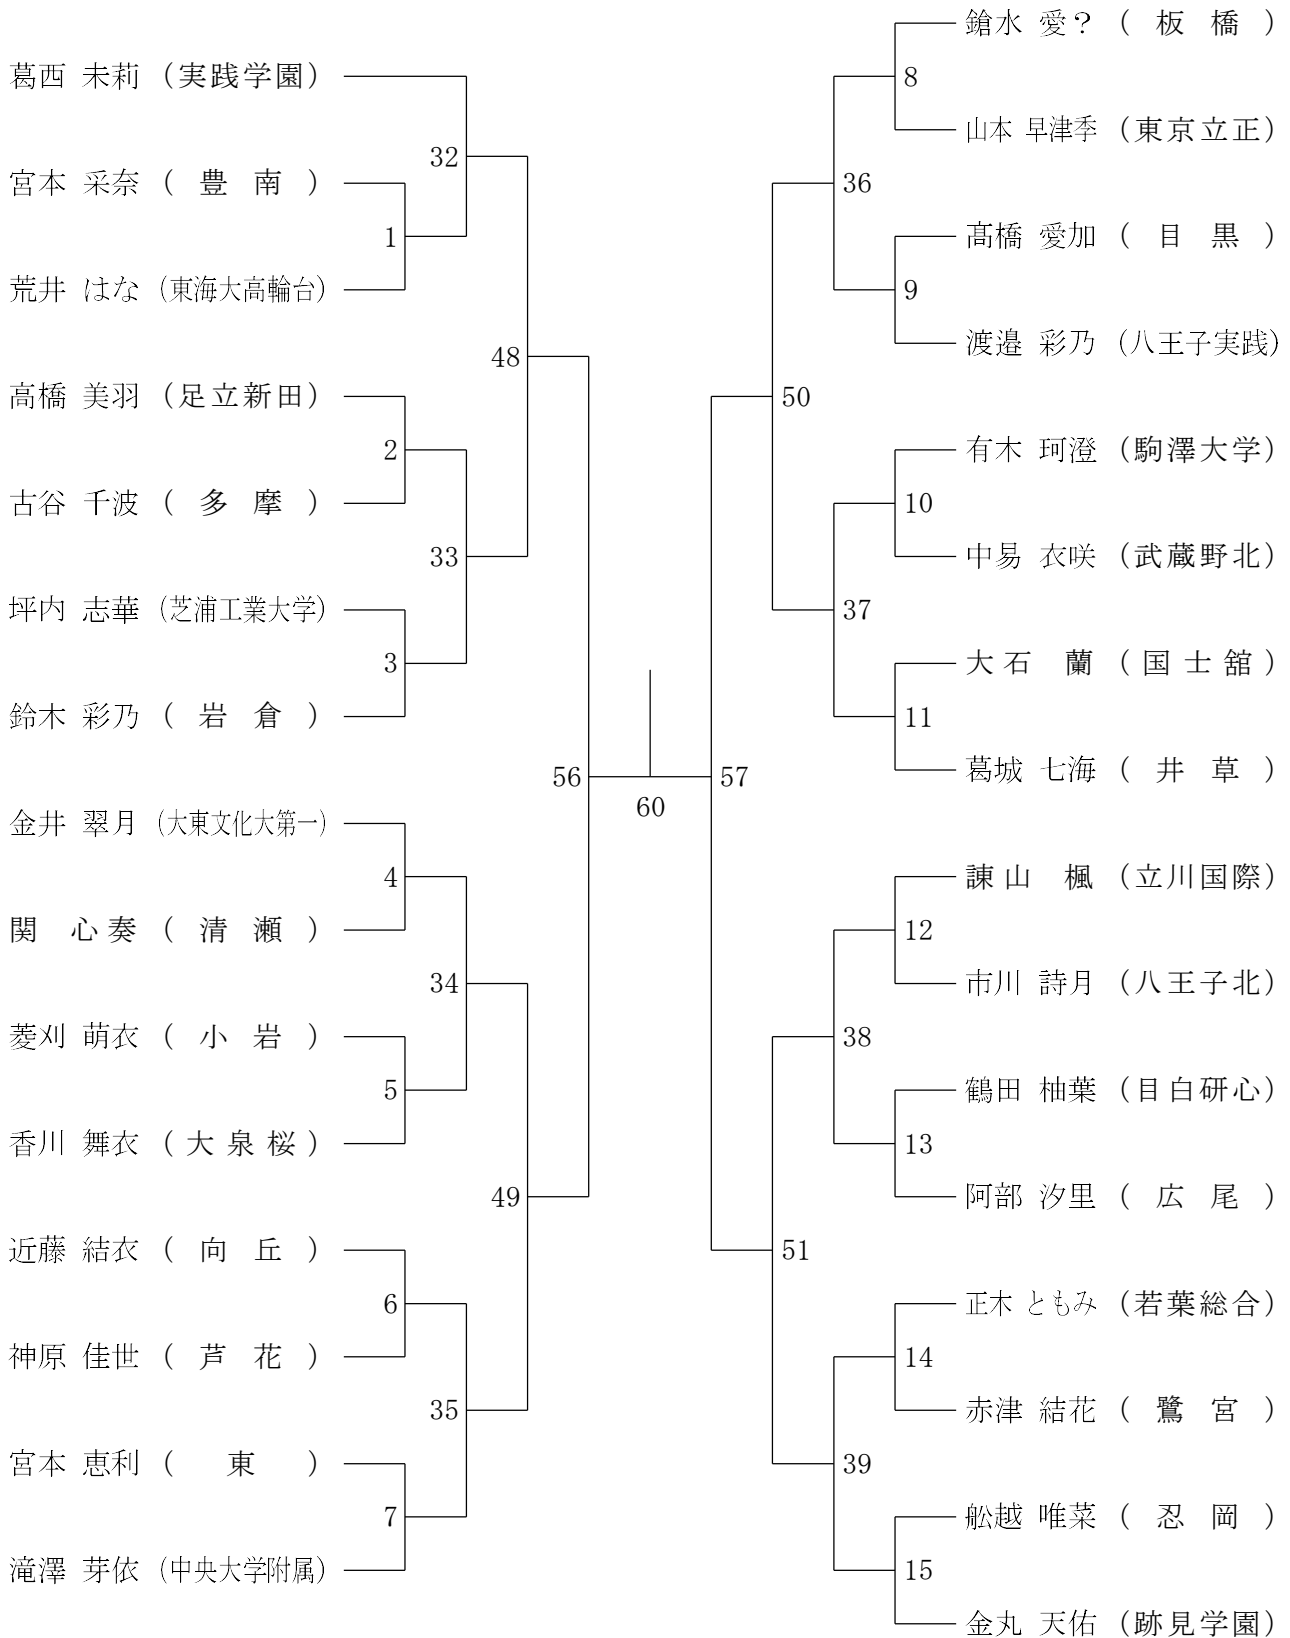 葛西 未莉 (実践学園)
32
宮本 采奈 ( 豊 南 )
1
荒井 はな (東海大高輪台)
48
高橋 美羽 (足立新田)
2
古谷 千波 ( 多 摩 )
33
坪内 志華 (芝浦工業大学)
3
鈴木 彩乃 ( 岩 倉 )
56
金井 翠月 (大東文化大第一)
4
関 心奏 ( 清 瀬 )
34
菱刈 萌衣 ( 小 岩 )
5
香川 舞衣 ( 大 泉 桜 )
49
近藤 結衣 ( 向 丘 )
6
神原 佳世 ( 芦 花 )
35
宮本 恵利 ( 東 )
7
滝澤 芽依 (中央大学附属)
60
鎗水 愛？ ( 板 橋 )
8
山本 早津季 (東京立正)
36
髙橋 愛加 ( 目 黒 )
9
渡邉 彩乃 (八王子実践)
50
有木 珂澄 (駒澤大学)
10
中易 衣咲 (武蔵野北)
37
大石 蘭 ( 国 士 舘 )
11
葛城 七海 ( 井 草 )
57
諌山 楓 (立川国際)
12
市川 詩月 (八王子北)
38
鶴田 柚葉 (目白研心)
13
阿部 汐里 ( 広 尾 )
51
正木 ともみ (若葉総合)
14
赤津 結花 ( 鷺 宮 )
39
舩越 唯菜 ( 忍 岡 )
15
金丸 天佑 (跡見学園)